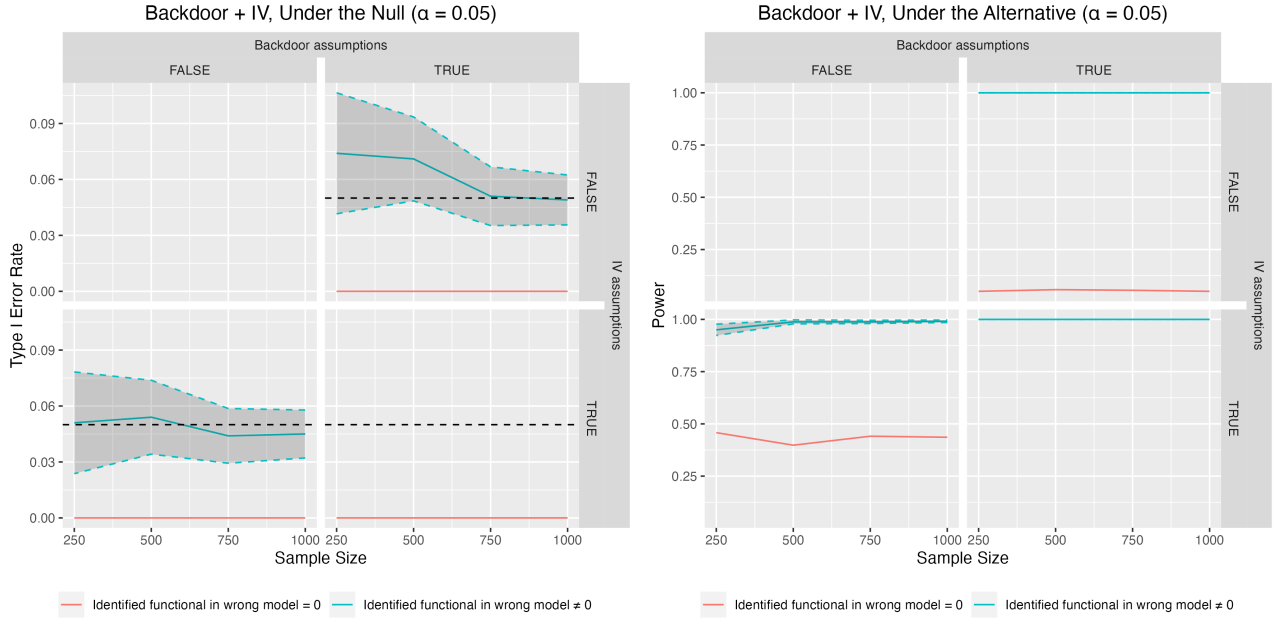 Backdoor + IV, Under the Null (α = 0.05)
Backdoor assumptions
FALSE
TRUE
Type I Error Rate
0.09
0.06
0.03
0.00
0.09
0.06
0.03
0.00
FALSE
TRUE
IV assumptions
250
500
750
1000
250
500
750
1000
Sample Size
Identified functional in wrong model = 0
Identified functional in wrong model ≠ 0
Backdoor + IV, Under the Alternative (α = 0.05)
Backdoor assumptions
FALSE
TRUE
Power
1.00
0.75
0.50
0.25
1.00
0.75
0.50
0.25
FALSE
TRUE
IV assumptions
250
500
750
1000
250
500
750
1000
Sample Size
Identified functional in wrong model = 0
Identified functional in wrong model ≠ 0